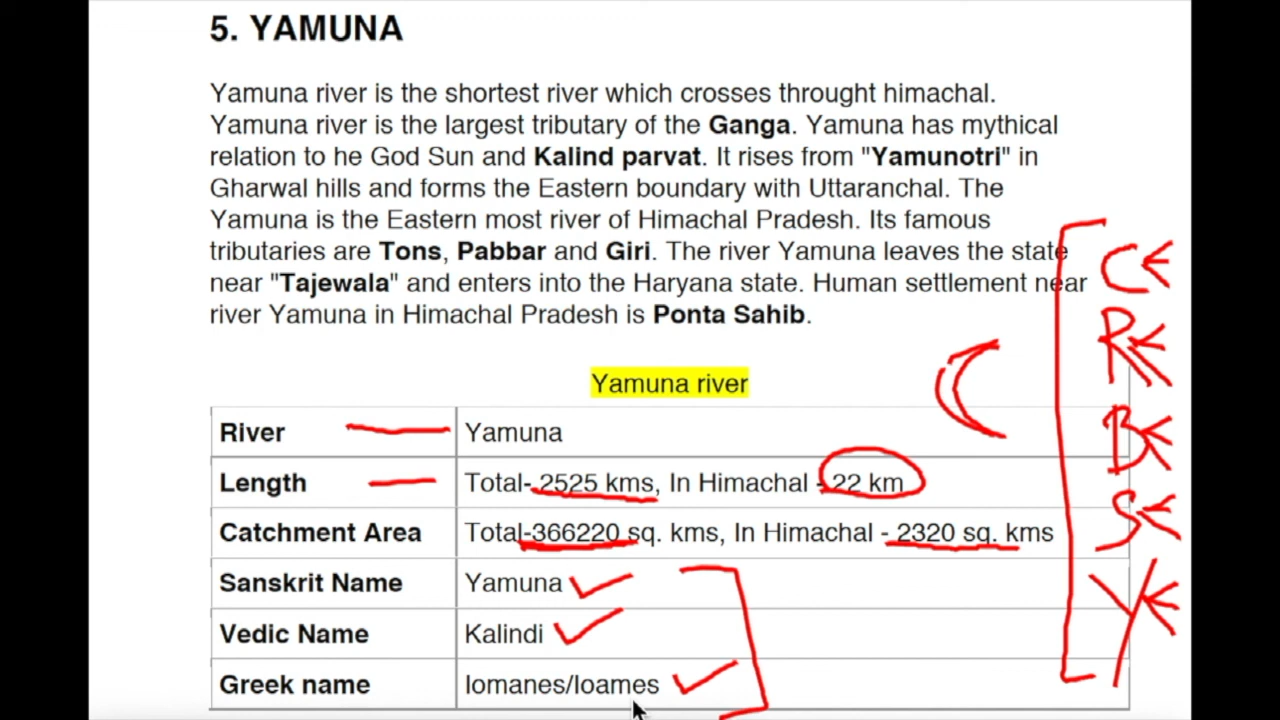 5. YAMUNA
Yamuna river is the shortest river which crosses throught himachal.
Yamuna river is the largest tributary of the Ganga. Yamuna has mythical
relation to he God Sun and Kalind parvat. It rises from "Yamunotri" in
Gharwal hills and forms the Eastern boundary with Uttaranchal. The
Yamuna is the Eastern most river of Himachal Pradesh. Its famous
tributaries are Tons, Pabbar and Giri. The river Yamuna leaves the state
near "Tajewala" and enters into the Haryana state. Human settlement near
river Yamuna in Himachal Pradesh is Ponta Sahib.
Yamuna river
River Yamuna
Length Total- 2525 kms, In Himachal - 22 km
Catchment Area Total-366220 sq. kms, In Himachal - 2320 sq. kms
Sanskrit Name Yamuna
Vedic Name Kalindi
Greek name Iomanes/Ioames
C
R
B
S
Y